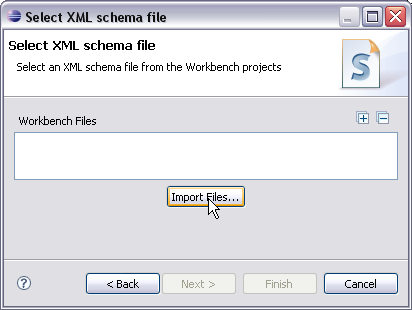 Select XML schema file
Select XML schema file
Select an XML schema file from the Workbench projects
S
Workbench Files
Import Files...
?
< Back
Next >
Finish
Cancel